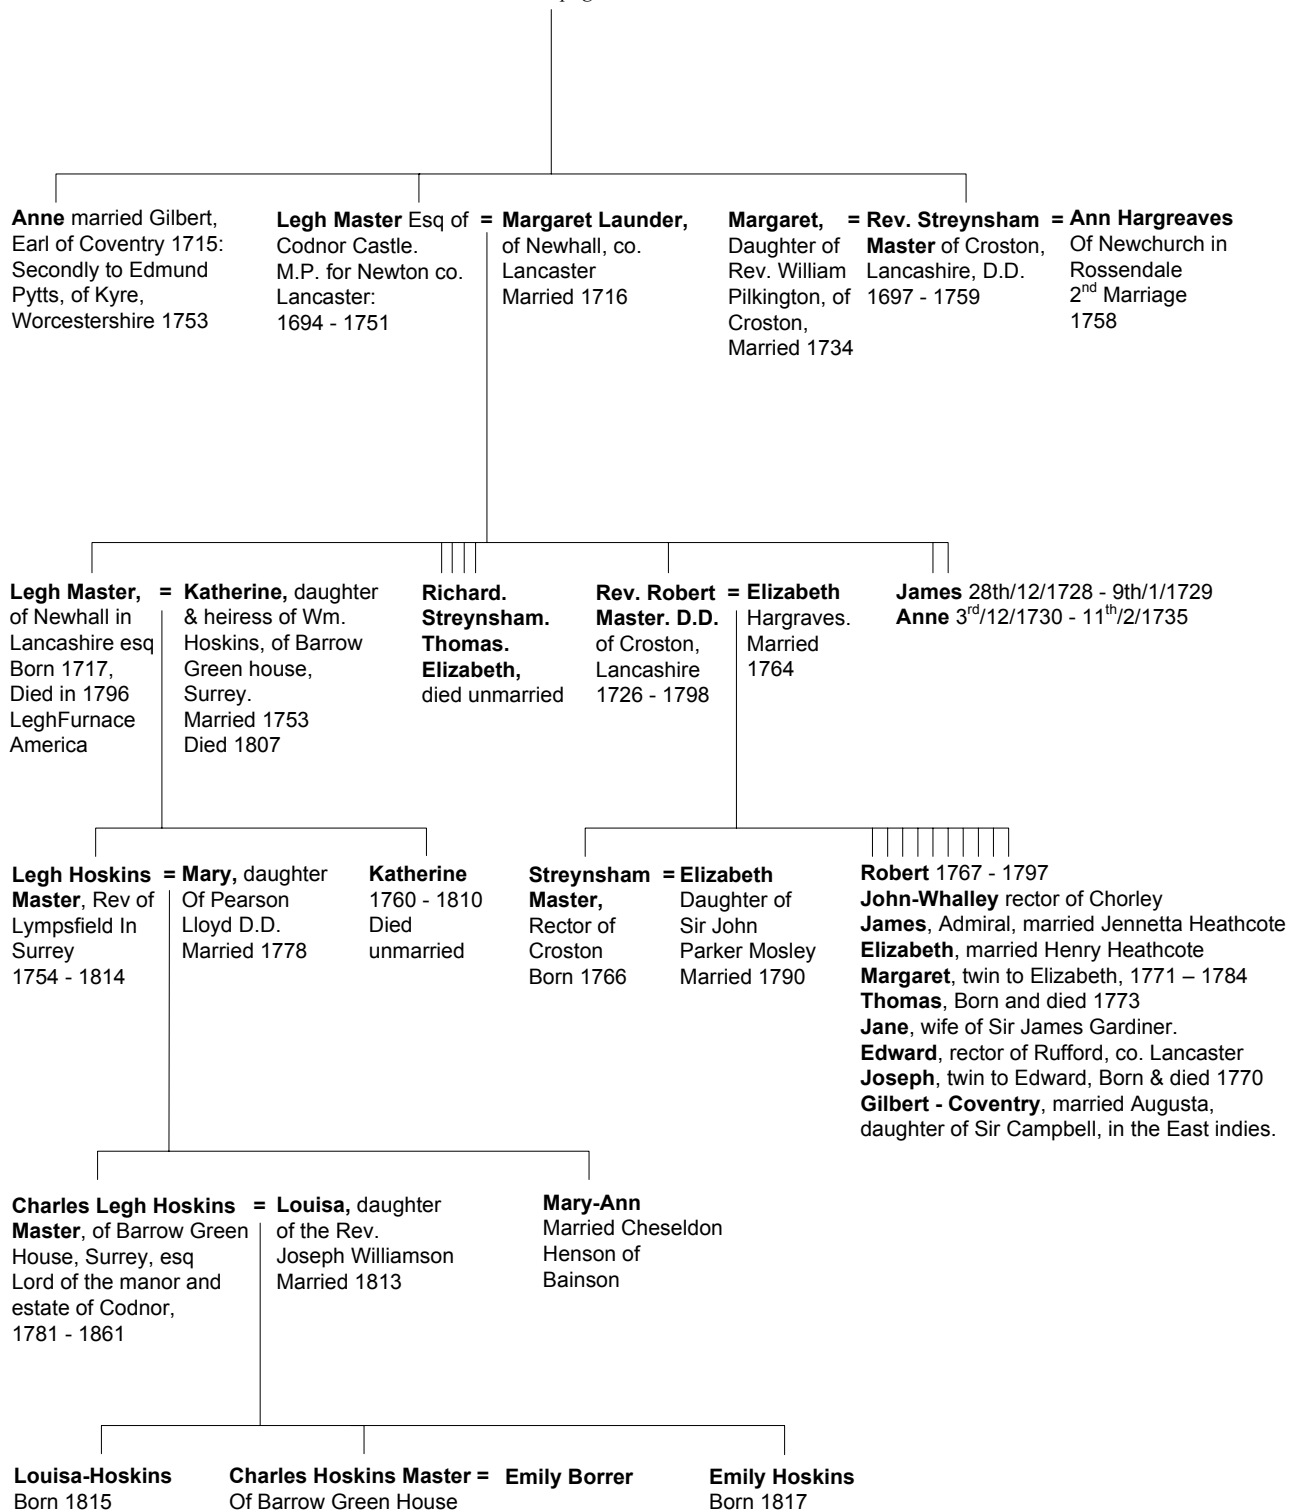 Anne married Gilbert,
Earl of Coventry 1715:
Secondly to Edmund
Pytts, of Kyre,
Worcestershire 1753
Legh Master Esq of
Codnor Castle.
M.P. for Newton co.
Lancaster:
1694 - 1751
=
Margaret Launder,
of Newhall, co.
Lancaster
Married 1716
Margaret,
Daughter of
Rev. William
Pilkington, of
Croston,
Married 1734
=
Rev. Streynsham
Master of Croston,
Lancashire, D.D.
1697 - 1759
=
Ann Hargreaves
Of Newchurch in
Rossendale
2nd Marriage
1758
Legh Master,
of Newhall in
Lancashire esq
Born 1717,
Died in 1796
LeghFurnace
America
=
Katherine, daughter
& heiress of Wm.
Hoskins, of Barrow
Green house,
Surrey.
Married 1753
Died 1807
Richard.
Streynsham.
Thomas.
Elizabeth,
died unmarried
Rev. Robert
Master. D.D.
of Croston,
Lancashire
1726 - 1798
=
Elizabeth
Hargraves.
Married
1764
James 28th/12/1728 - 9th/1/1729
Anne 3rd/12/1730 - 11th/2/1735
Legh Hoskins
Master, Rev of
Lympsfield In
Surrey
1754 - 1814
=
Mary, daughter
Of Pearson
Lloyd D.D.
Married 1778
Katherine
1760 - 1810
Died
unmarried
Streynsham
Master,
Rector of
Croston
Born 1766
=
Elizabeth
Daughter of
Sir John
Parker Mosley
Married 1790
Robert 1767 - 1797
John-Whalley rector of Chorley
James, Admiral, married Jennetta Heathcote
Elizabeth, married Henry Heathcote
Margaret, twin to Elizabeth, 1771 – 1784
Thomas, Born and died 1773
Jane, wife of Sir James Gardiner.
Edward, rector of Rufford, co. Lancaster
Joseph, twin to Edward, Born & died 1770
Gilbert - Coventry, married Augusta,
daughter of Sir Campbell, in the East indies.
Charles Legh Hoskins
Master, of Barrow Green
House, Surrey, esq
Lord of the manor and
estate of Codnor,
1781 - 1861
=
Louisa, daughter
of the Rev.
Joseph Williamson
Married 1813
Mary-Ann
Married Cheseldon
Henson of
Bainson
Louisa-Hoskins
Born 1815
Charles Hoskins Master =
Of Barrow Green House
Emily Borrer
Emily Hoskins
Born 1817